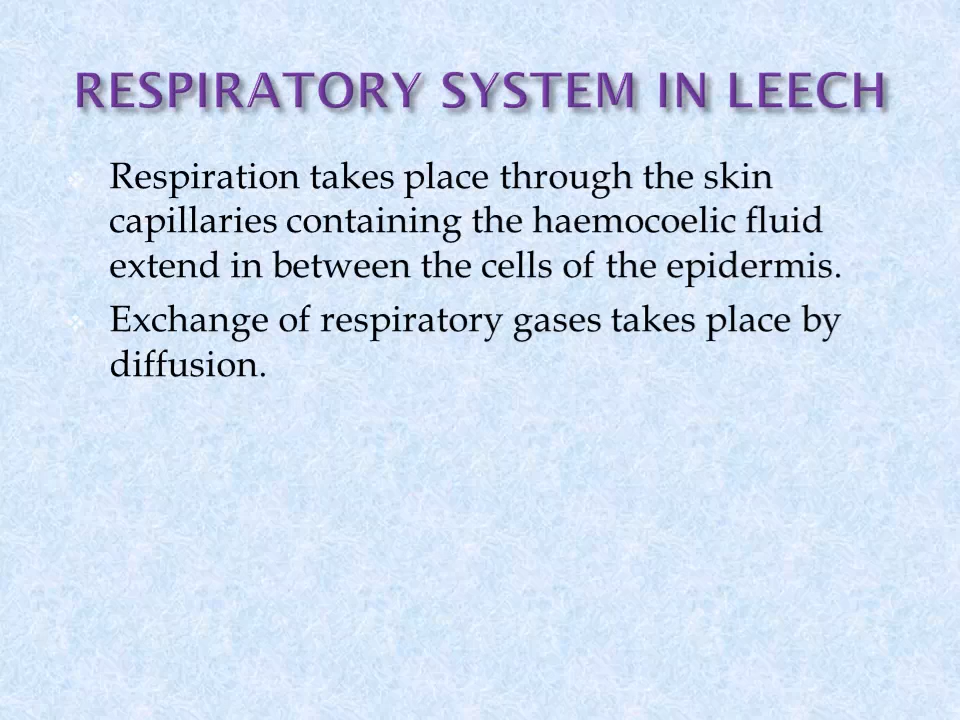 RESPIRATORY SYSTEM IN LEECH
Respiration takes place through the skin
capillaries containing the haemocoelic fluid
extend in between the cells of the epidermis.
Exchange of respiratory gases takes place by
diffusion.